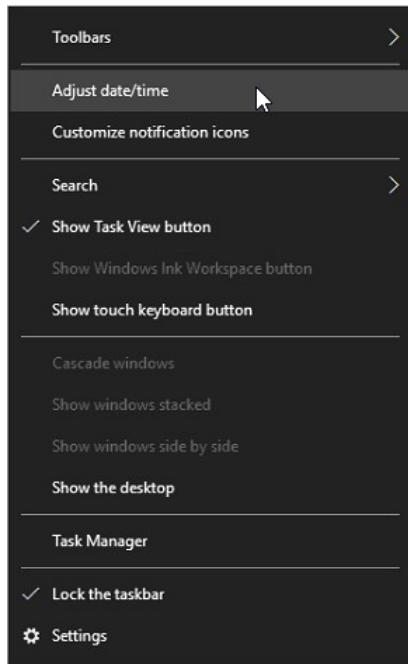 Toolbars
Adjust date/time
Customize notification icons
Search
Show Task View button
Show Windows Ink Workspace button
Show touch keyboard button
Cascade windows
Show windows stacked
Show windows side by side
Show the desktop
Task Manager
Lock the taskbar
Settings